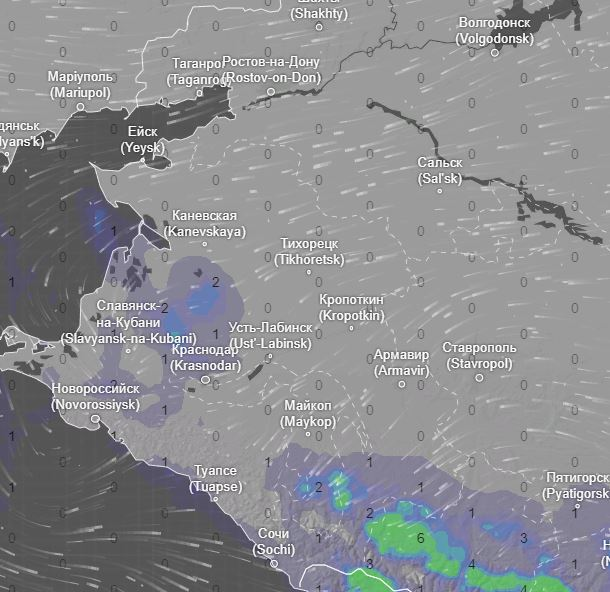 Шахты
(Shakhty)
Волгодонск
(Volgodonsk)
Таганрог
(Taganrog)
Ростов-на-Дону
(Rostov-on-Don)
Маріуполь
(Mariupol)
дянськ
lyans'k)
Ейск
(Yeysk)
Сальск
(Sal'sk)
Каневская
(Kanevskaya)
Тихорецк
(Tikhoretsk)
Славянск-
на-Кубани
(Slavyansk-na-Kubani)
Кропоткин
(Kropotkin)
Усть-Лабинск
(Ust'-Labinsk)
Краснодар
(Krasnodar)
Армавир
(Armavir)
Ставрополь
(Stavropol)
Новороссийск
(Novorossiysk)
Майкоп
(Maykop)
Туапсе
(Tuapse)
Пятигорск
(Pyatigorsk
Сочи
(Sochi)